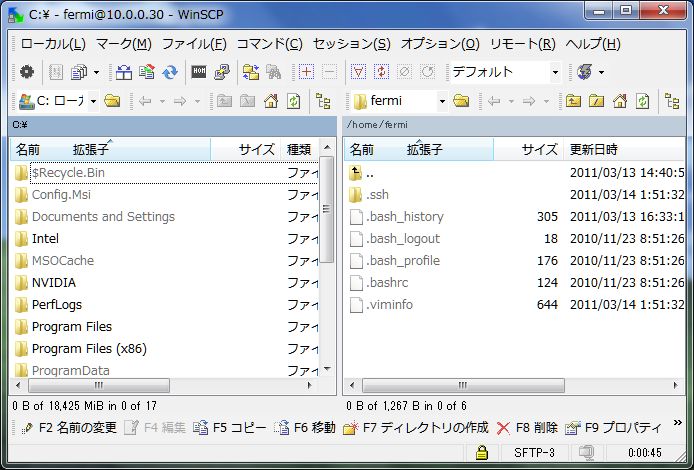 C:¥ - fermi@10.0.0.30 - WinSCP
ローカル(L) マーク(M) ファイル(F) コマンド(C) セッション(S) オプション(O) リモート(R) ヘルプ(H)
デフォルト
C: ローカ fermi
C:¥ /home/fermi
名前 拡張子 サイズ 種類 名前 拡張子 サイズ 更新日時
$Recycle.Bin ファイ .. 2011/03/13 14:40:5
Config.Msi ファイ .ssh 2011/03/14 1:51:32
Documents and Settings ファイ .bash_history 305 2011/03/13 16:33:1
Intel ファイ .bash_logout 18 2010/11/23 8:51:26
MSOCache ファイ .bash_profile 176 2010/11/23 8:51:26
NVIDIA ファイ .bashrc 124 2010/11/23 8:51:26
PerfLogs ファイ .viminfo 644 2011/03/14 1:51:32
Program Files ファイ
Program Files (x86) ファイ
ProgramData ファイ
0 B of 18,425 MiB in 0 of 17 0 B of 1,267 B in 0 of 6
F2 名前の変更 F4 編集 F5 コピー F6 移動 F7 ディレクトリの作成 F8 削除 F9 プロパティ
SFTP-3 0:00:45